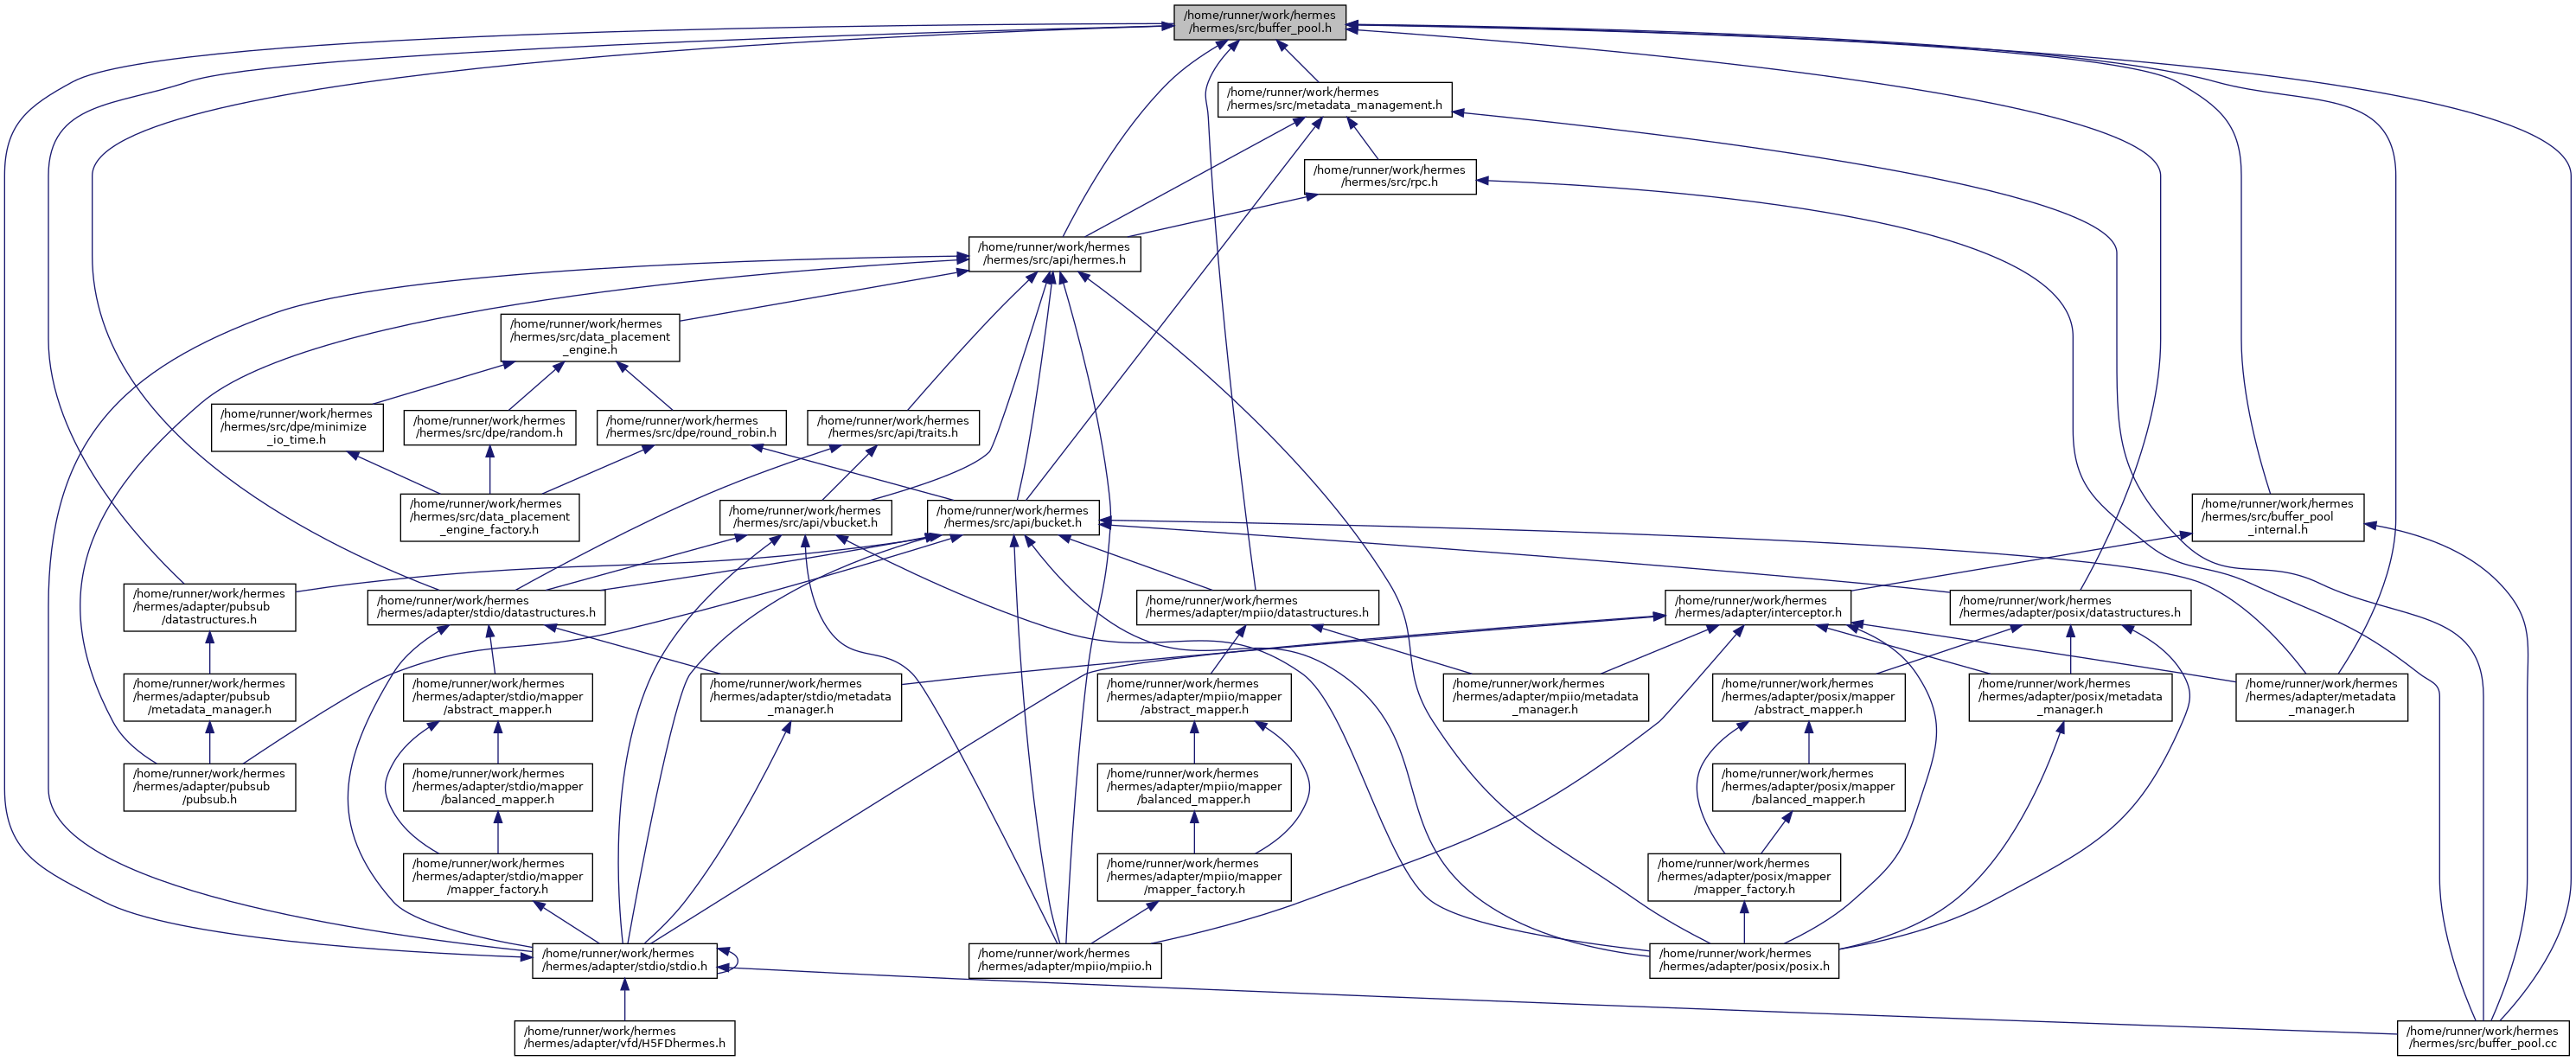 /home/runner/work/hermes
/hermes/src/buffer_pool.h
/home/runner/work/hermes
/hermes/src/metadata_management.h
/home/runner/work/hermes
/hermes/src/rpc.h
/home/runner/work/hermes
/hermes/src/api/hermes.h
/home/runner/work/hermes
/hermes/src/data_placement
_engine.h
/home/runner/work/hermes
/hermes/src/dpe/minimize
_io_time.h
/home/runner/work/hermes
/hermes/src/dpe/random.h
/home/runner/work/hermes
/hermes/src/dpe/round_robin.h
/home/runner/work/hermes
/hermes/src/api/traits.h
/home/runner/work/hermes
/hermes/src/data_placement
_engine_factory.h
/home/runner/work/hermes
/hermes/src/api/vbucket.h
/home/runner/work/hermes
/hermes/src/api/bucket.h
/home/runner/work/hermes
/hermes/src/buffer_pool
_internal.h
/home/runner/work/hermes
/hermes/adapter/pubsub
/datastructures.h
/home/runner/work/hermes
/hermes/adapter/stdio/datastructures.h
/home/runner/work/hermes
/hermes/adapter/mpiio/datastructures.h
/home/runner/work/hermes
/hermes/adapter/interceptor.h
/home/runner/work/hermes
/hermes/adapter/posix/datastructures.h
/home/runner/work/hermes
/hermes/adapter/pubsub
/metadata_manager.h
/home/runner/work/hermes
/hermes/adapter/stdio/mapper
/abstract_mapper.h
/home/runner/work/hermes
/hermes/adapter/stdio/metadata
_manager.h
/home/runner/work/hermes
/hermes/adapter/mpiio/mapper
/abstract_mapper.h
/home/runner/work/hermes
/hermes/adapter/mpiio/metadata
_manager.h
/home/runner/work/hermes
/hermes/adapter/posix/mapper
/abstract_mapper.h
/home/runner/work/hermes
/hermes/adapter/posix/metadata
_manager.h
/home/runner/work/hermes
/hermes/adapter/metadata
_manager.h
/home/runner/work/hermes
/hermes/adapter/pubsub
/pubsub.h
/home/runner/work/hermes
/hermes/adapter/stdio/mapper
/balanced_mapper.h
/home/runner/work/hermes
/hermes/adapter/mpiio/mapper
/balanced_mapper.h
/home/runner/work/hermes
/hermes/adapter/posix/mapper
/balanced_mapper.h
/home/runner/work/hermes
/hermes/adapter/stdio/mapper
/mapper_factory.h
/home/runner/work/hermes
/hermes/adapter/mpiio/mapper
/mapper_factory.h
/home/runner/work/hermes
/hermes/adapter/posix/mapper
/mapper_factory.h
/home/runner/work/hermes
/hermes/adapter/stdio/stdio.h
/home/runner/work/hermes
/hermes/adapter/mpiio/mpiio.h
/home/runner/work/hermes
/hermes/adapter/posix/posix.h
/home/runner/work/hermes
/hermes/adapter/vfd/H5FDhermes.h
/home/runner/work/hermes
/hermes/src/buffer_pool.cc